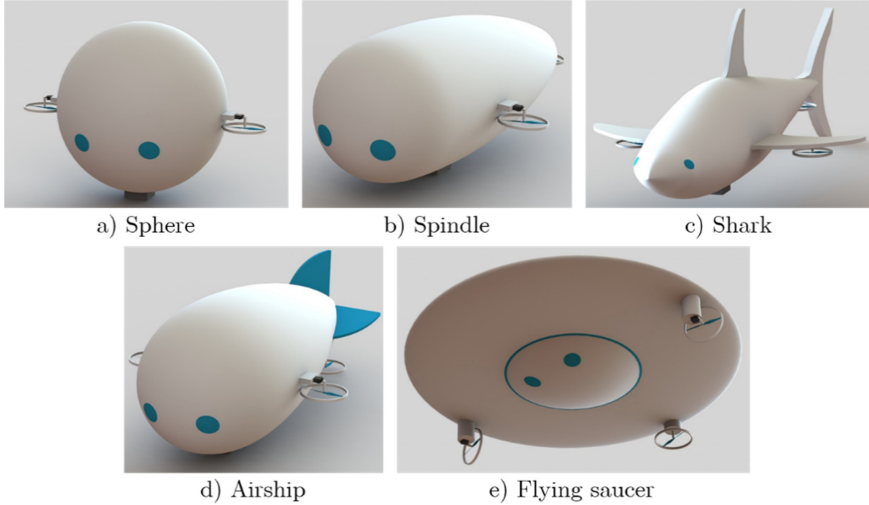 a) Sphere
b) Spindle
c) Shark
d) Airship
e) Flying saucer